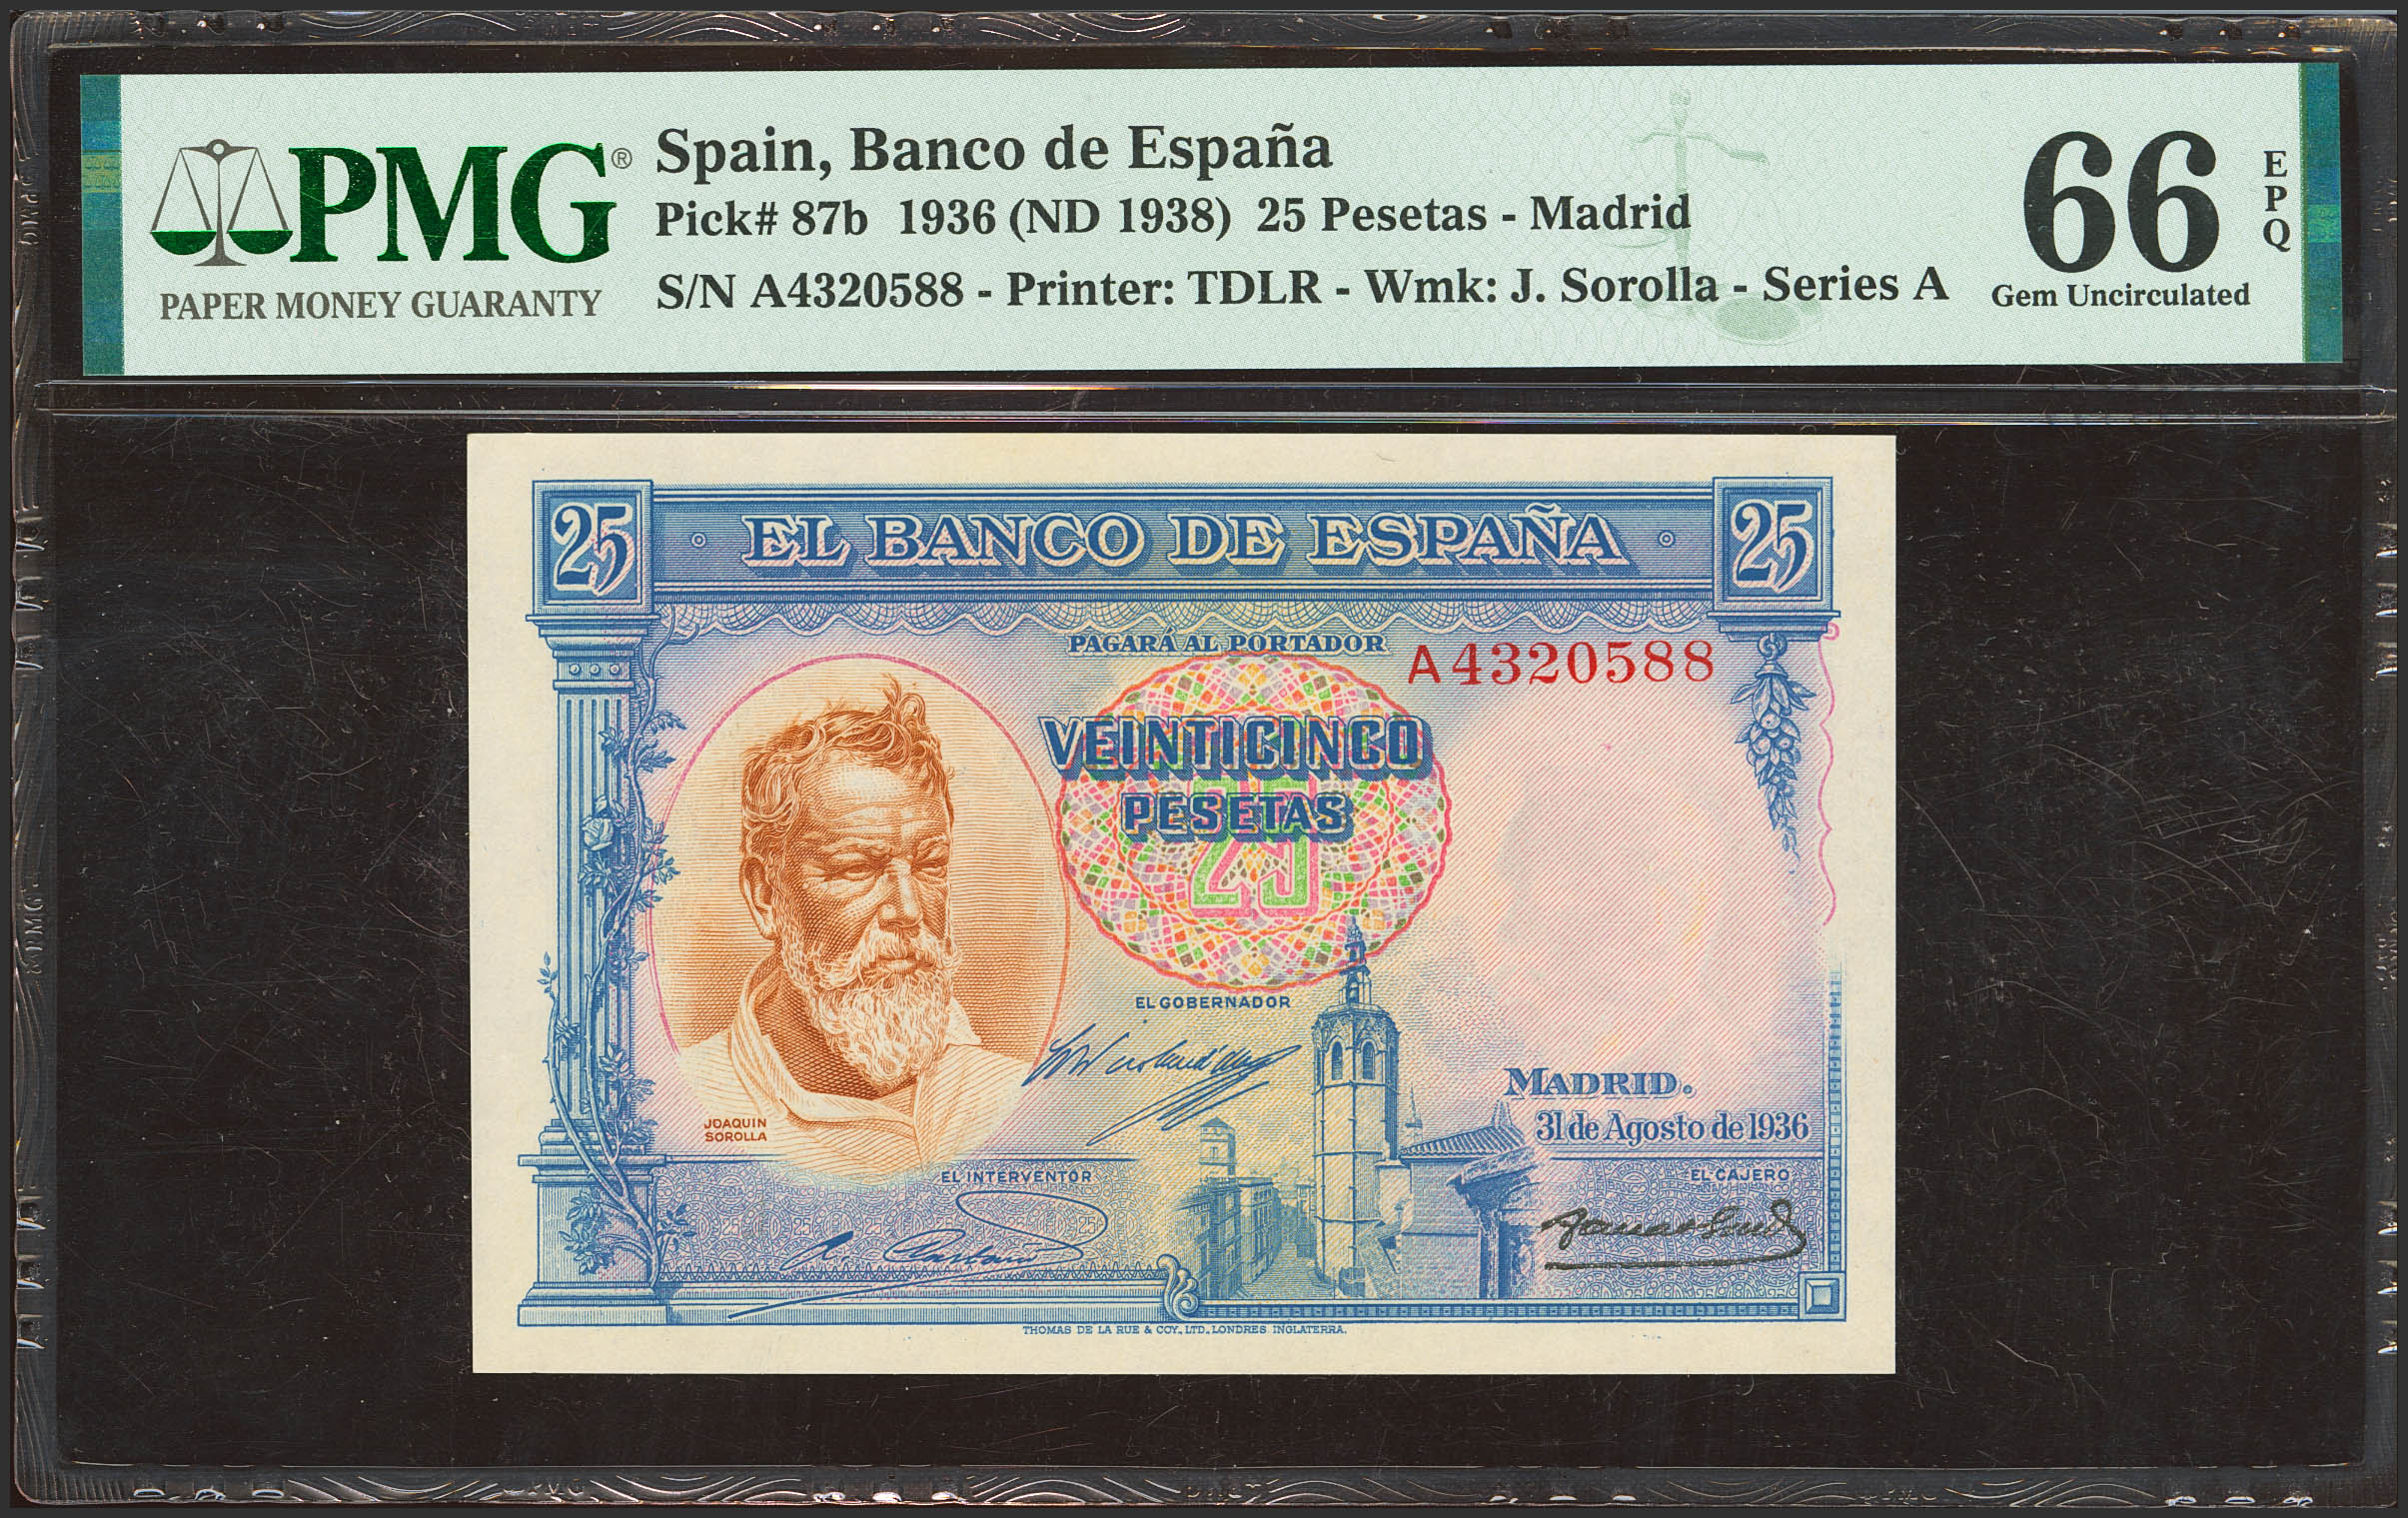 PMG®
PAPER MONEY GUARANTY
Spain, Banco de España
Pick# 87b 1936 (ND 1938) 25 Pesetas - Madrid
S/N A4320588 - Printer: TDLR - Wmk: J. Sorolla - Series A
66
EPQ
Gem Uncirculated
25 EL BANCO DE ESPAÑA 25
PAGARÁ AL PORTADOR
A4320588
VEINTICINCO
PESETAS
25
EL GOBERNADOR
MADRID.
31 de Agosto de 1936
JOAQUIN
SOROLLA
EL INTERVENTOR
EL CAJERO
THOMAS DE LA RUE & COY., LTD., LONDRES INGLATERRA.